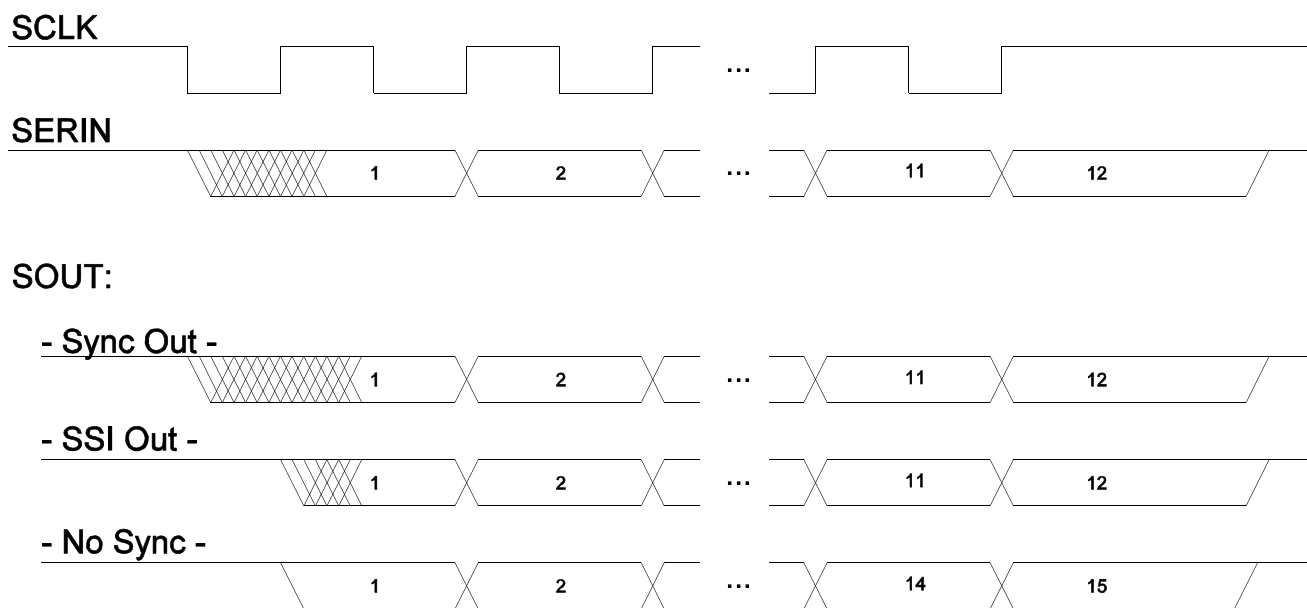 SCLK
...
SERIN
1 2 ... 11 12
SOUT:
- Sync Out -
1 2 ... 11 12
- SSI Out -
1 2 ... 11 12
- No Sync -
1 2 ... 14 15